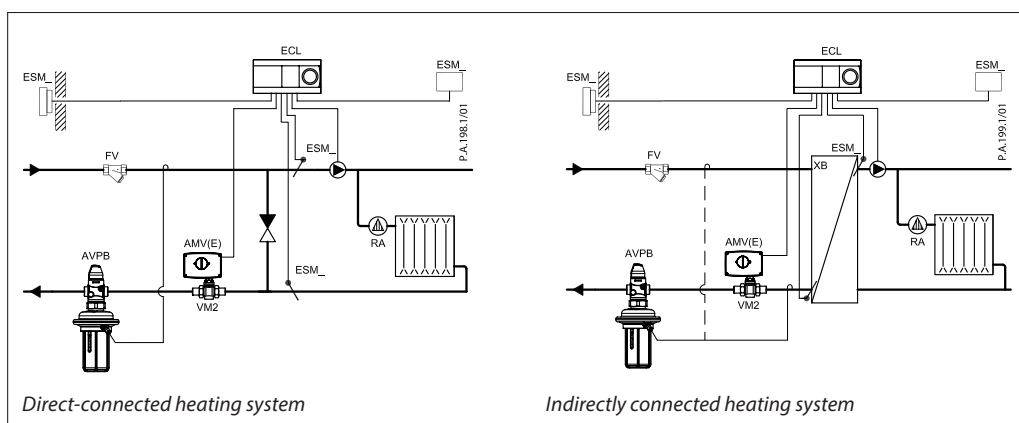 ECL
ESM_
ESM_
P.A.198.1/01
FV
ESM_
AMV(E)
RA
AVPB
ESM_
VM2
Direct-connected heating system
ECL
ESM_
ESM_
P.A.199.1/01
FV
ESM_
XB
AMV(E)
RA
AVPB
VM2
Indirectly connected heating system